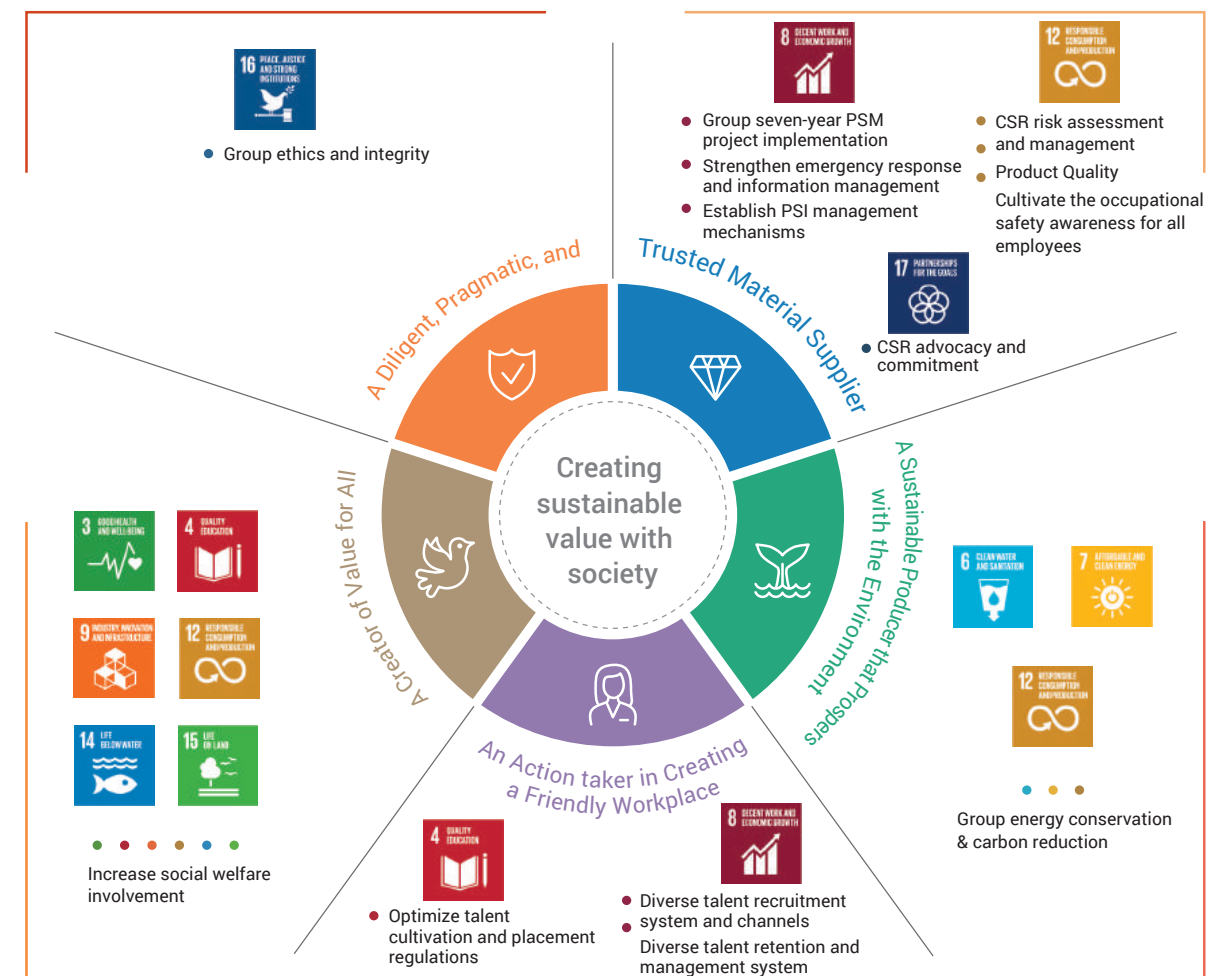 16 PEACE, JUSTICE
AND STRONG
INSTITUTIONS
Group ethics and integrity
8 DECENT WORK AND
ECONOMIC GROWTH
Group seven-year PSM
project implementation
Strengthen emergency response
and information management
Establish PSI management
mechanisms
12 RESPONSIBLE
CONSUMPTION
AND PRODUCTION
CSR risk assessment
and management
Product Quality
Cultivate the occupational
safety awareness for all
employees
17 PARTNERSHIPS
FOR THE GOALS
CSR advocacy and
commitment
A Diligent, Pragmatic, and
Trusted Material Supplier
A Sustainable Producer that Prospers
with the Environment
An Action taker in Creating
a Friendly Workplace
A Creator of Value for All
Creating
sustainable
value with
society
3 GOOD HEALTH
AND WELL-BEING
4 QUALITY
EDUCATION
9 INDUSTRY, INNOVATION
AND INFRASTRUCTURE
12 RESPONSIBLE
CONSUMPTION
AND PRODUCTION
14 LIFE
BELOW WATER
15 LIFE
ON LAND
Increase social welfare
involvement
6 CLEAN WATER
AND SANITATION
7 AFFORDABLE AND
CLEAN ENERGY
12 RESPONSIBLE
CONSUMPTION
AND PRODUCTION
Group energy conservation
& carbon reduction
4 QUALITY
EDUCATION
Optimize talent
cultivation and placement
regulations
8 DECENT WORK AND
ECONOMIC GROWTH
Diverse talent recruitment
system and channels
Diverse talent retention and
management system